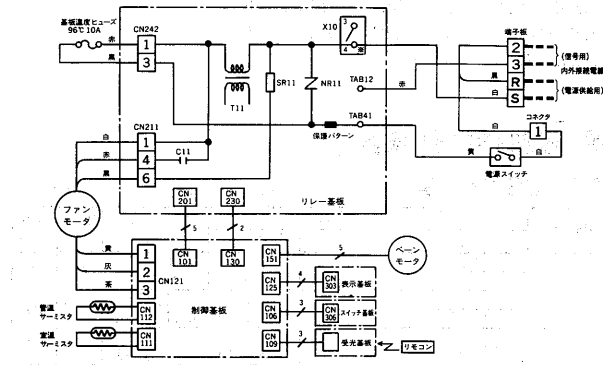 基板温度ヒューズ
96℃ 10A
赤
黒
CN242
1
3
T11
SR11
NR11
X10
3
4 ※
TAB12
赤
TAB41
保護パターン
リレー基板
端子板
2
3
R
S
黒
白
(信号用)
内外接続電線
(電源供給用)
コネクタ
1
白
白
黄
電源スイッチ
CN211
白
赤
黒
1
4
6
C11
ファン
モータ
黄
灰
茶
1
2
3
CN121
CN
201
CN
230
5
2
CN
101
CN
130
制御基板
管温
サーミスタ
CN
112
室温
サーミスタ
CN
111
CN
151
5
ベーン
モータ
CN
125
4
CN
303
表示基板
CN
106
3
CN
306
スイッチ基板
CN
109
3
受光基板
リモコン